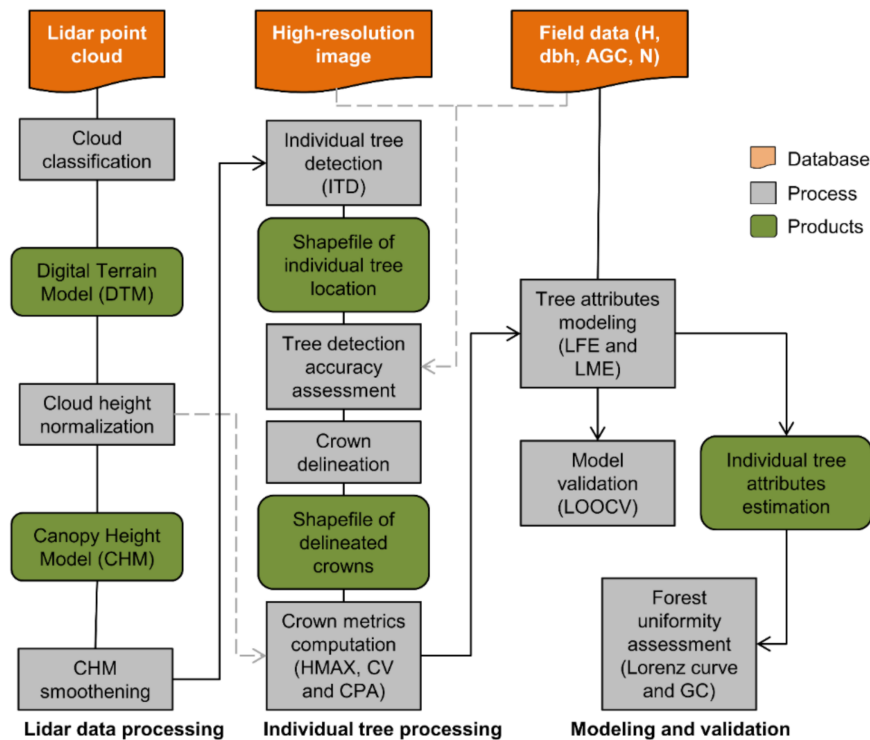 Lidar point
cloud
High-resolution
image
Field data (H,
dbh, AGC, N)
Cloud
classification
Digital Terrain
Model (DTM)
Cloud height
normalization
Canopy Height
Model (CHM)
CHM
smoothening
Lidar data processing
Individual tree
detection
(ITD)
Shapefile of
individual tree
location
Tree detection
accuracy
assessment
Crown
delineation
Shapefile of
delineated
crowns
Crown metrics
computation
(HMAX, CV
and CPA)
Individual tree processing
Database
Process
Products
Tree attributes
modeling
(LFE and
LME)
Model
validation
(LOOCV)
Individual tree
attributes
estimation
Forest
uniformity
assessment
(Lorenz curve
and GC)
Modeling and validation